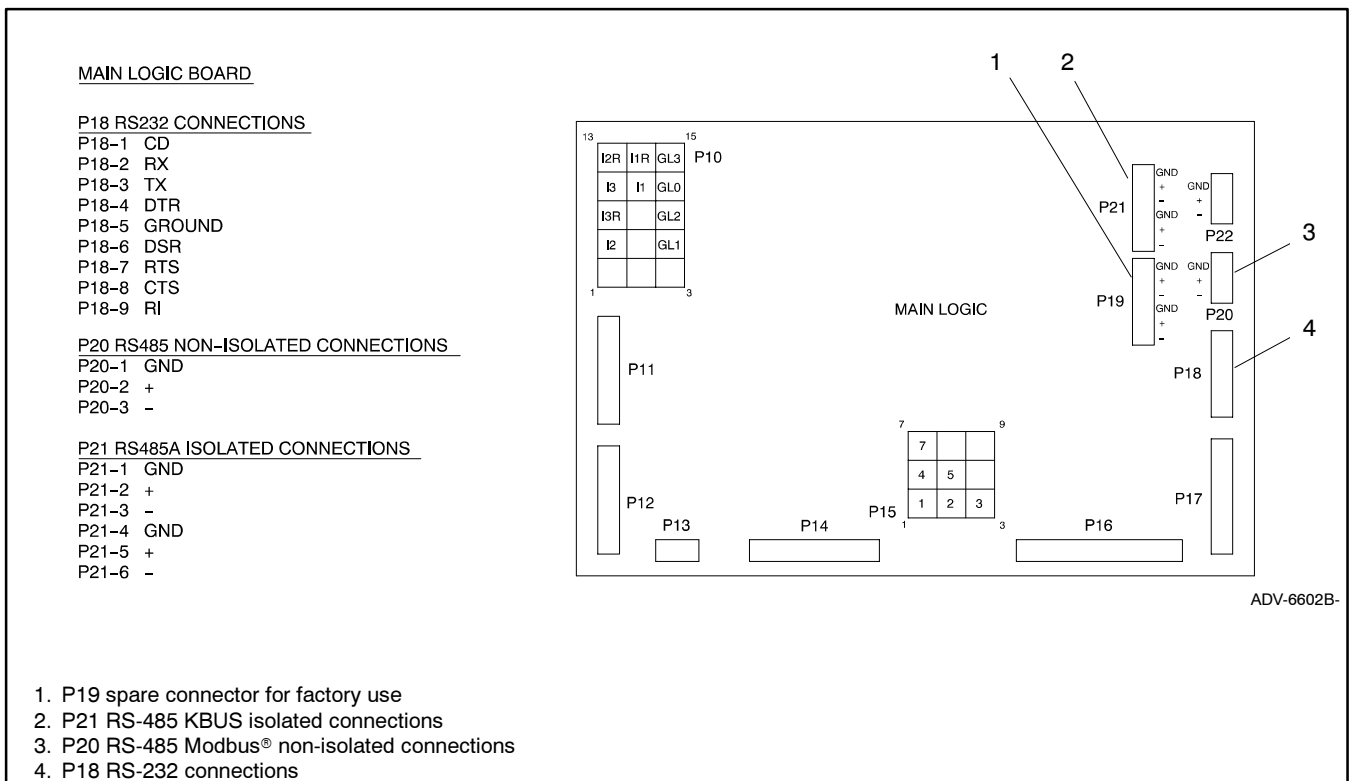 MAIN LOGIC BOARD
P18 RS232 CONNECTIONS
P18-1 CD
P18-2 RX
P18-3 TX
P18-4 DTR
P18-5 GROUND
P18-6 DSR
P18-7 RTS
P18-8 CTS
P18-9 RI
P20 RS485 NON-ISOLATED CONNECTIONS
P20-1 GND
P20-2 +
P20-3 -
P21 RS485A ISOLATED CONNECTIONS
P21-1 GND
P21-2 +
P21-3 -
P21-4 GND
P21-5 +
P21-6 -
1 2
13 15
I2R I1R GL3 P10
I3 I1 GL0
I3R GL2
I2 GL1
1 3
P11
P12
P13
P14
7 9
7
4 5
1 2 3
P15
1 3
P16
MAIN LOGIC
P21
GND
+
-
GND
+
-
GND
+
-
P22
3
P19
GND
+
-
GND
+
-
GND
+
-
P20
4
P18
P17
ADV-6602B-
1. P19 spare connector for factory use
2. P21 RS-485 KBUS isolated connections
3. P20 RS-485 Modbus® non-isolated connections
4. P18 RS-232 connections